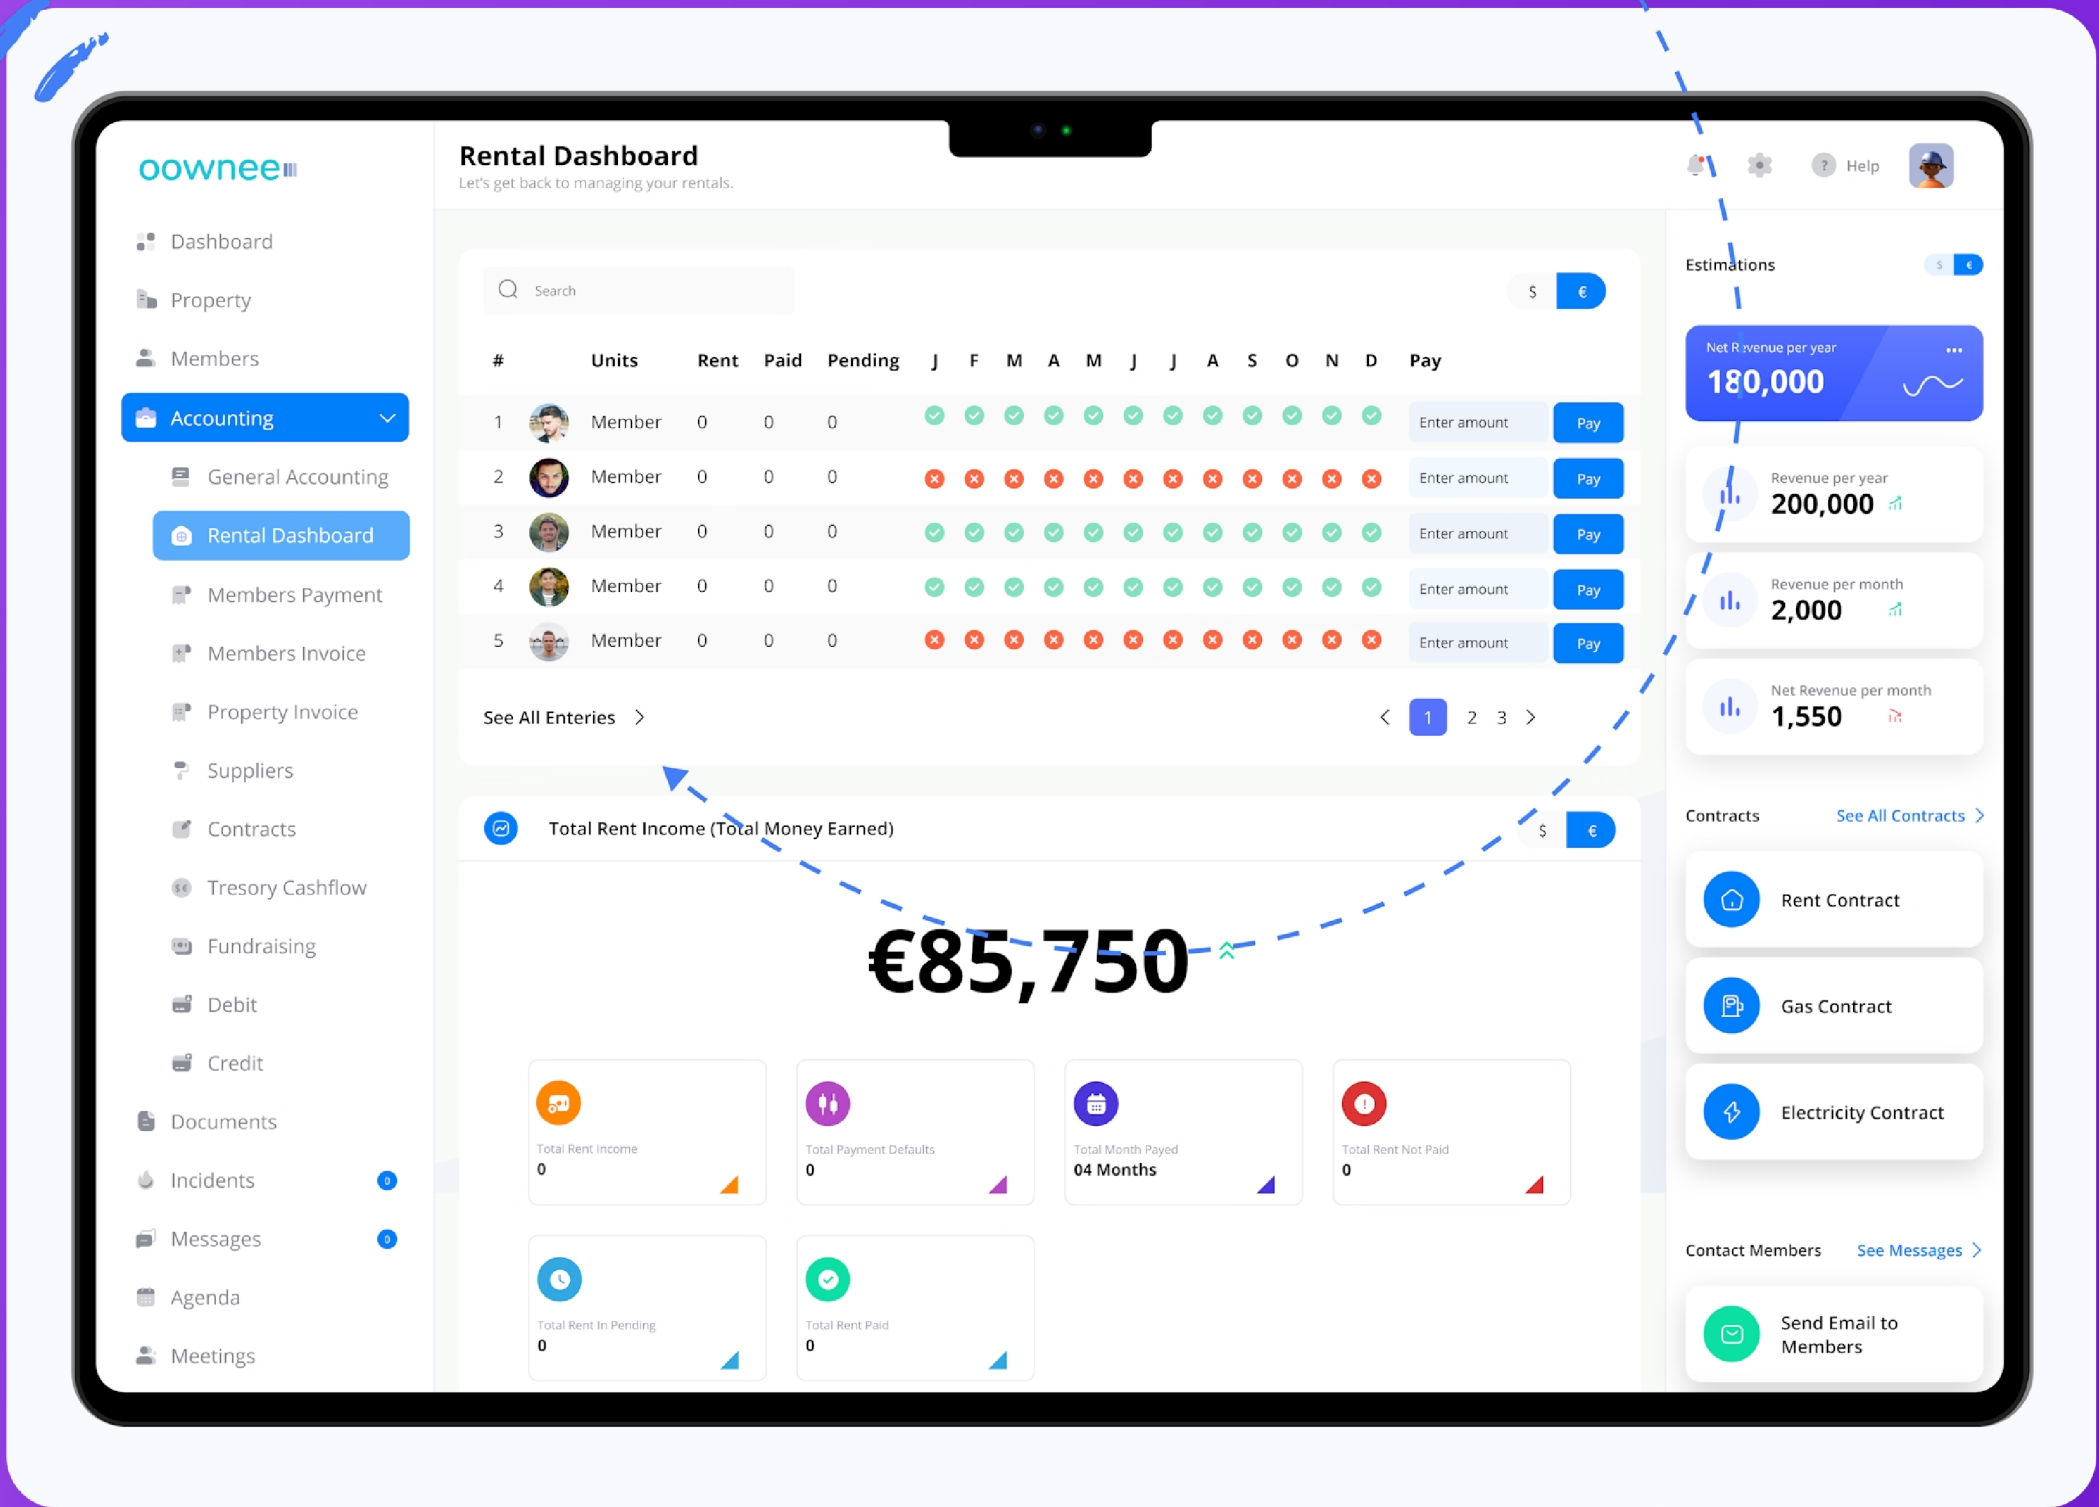 oownee
Dashboard
Property
Members
Accounting
General Accounting
Rental Dashboard
Members Payment
Members Invoice
Property Invoice
Suppliers
Contracts
Tresory Cashflow
Fundraising
Debit
Credit
Documents
Incidents 0
Messages 0
Agenda
Meetings
Rental Dashboard
Let's get back to managing your rentals.
? Help
Search
$ €
# Units Rent Paid Pending J F M A M J J A S O N D Pay
1 Member 0 0 0 Enter amount Pay
2 Member 0 0 0 Enter amount Pay
3 Member 0 0 0 Enter amount Pay
4 Member 0 0 0 Enter amount Pay
5 Member 0 0 0 Enter amount Pay
See All Enteries >
< 1 2 3 >
Total Rent Income (Total Money Earned)
$ €
€85,750
Total Rent Income
0
Total Payment Defaults
0
Total Month Payed
04 Months
Total Rent Not Paid
0
Total Rent In Pending
0
Total Rent Paid
0
Estimations
$ €
Net Revenue per year
180,000
Revenue per year
200,000
Revenue per month
2,000
Net Revenue per month
1,550
Contracts
See All Contracts >
Rent Contract
Gas Contract
Electricity Contract
Contact Members
See Messages >
Send Email to
Members